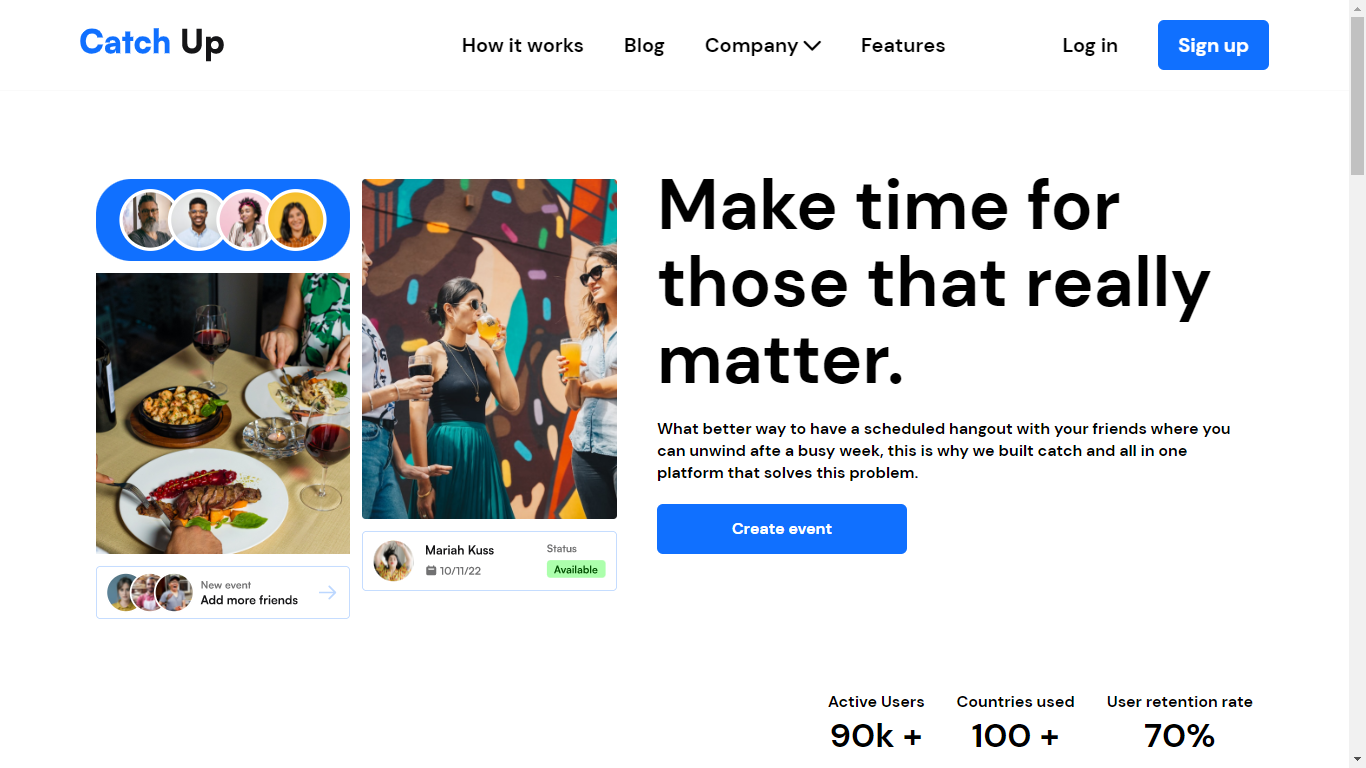 Catch Up
How it works
Blog
Company
Features
Log in
Sign up
Make time for
those that really
matter.
What better way to have a scheduled hangout with your friends where you
can unwind afte a busy week, this is why we built catch and all in one
platform that solves this problem.
Create event
New event
Add more friends
Mariah Kuss
10/11/22
Status
Available
Active Users
90k +
Countries used
100 +
User retention rate
70%